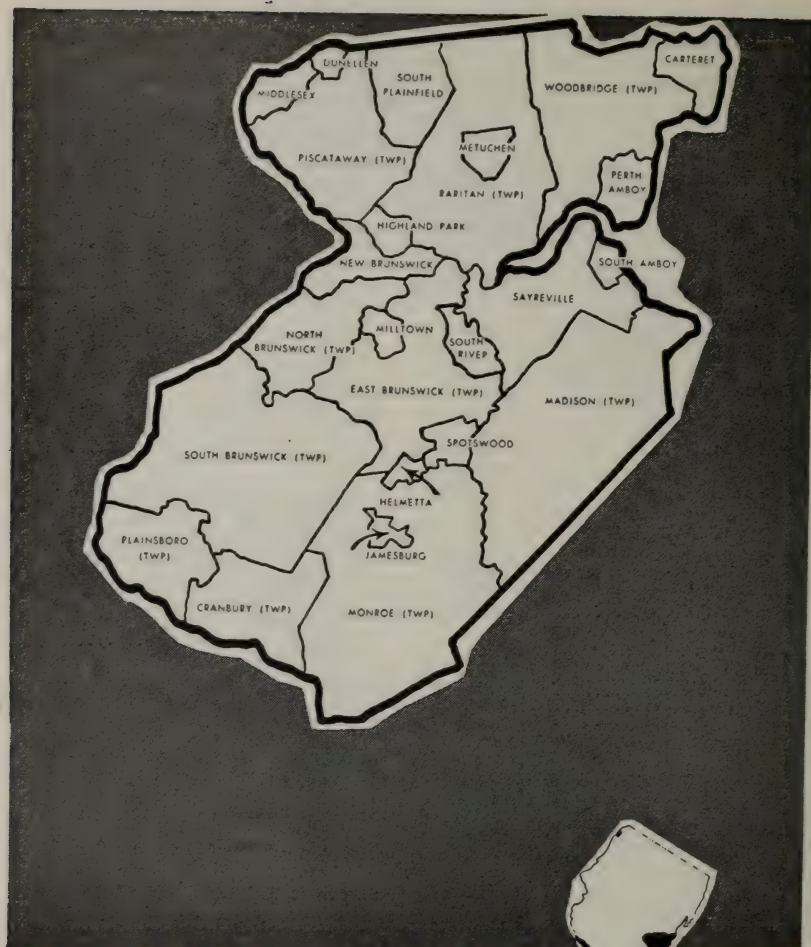 DUNELLEN
CARTERET
MIDDLESEX
SOUTH
PLAINFIELD
WOODBRIDGE (TWP)
METUCHEN
PISCATAWAY (TWP)
PERTH
AMBOY
RARITAN (TWP)
HIGHLAND PARK
NEW BRUNSWICK
SOUTH AMBOY
SAYREVILLE
NORTH
BRUNSWICK (TWP)
MILLTOWN
SOUTH
RIVER
EAST BRUNSWICK (TWP)
MADISON (TWP)
SPOTSWOOD
SOUTH BRUNSWICK (TWP)
HELMETTA
PLAINSBORO
(TWP)
JAMESBURG
CRANBURY (TWP)
MONROE (TWP)